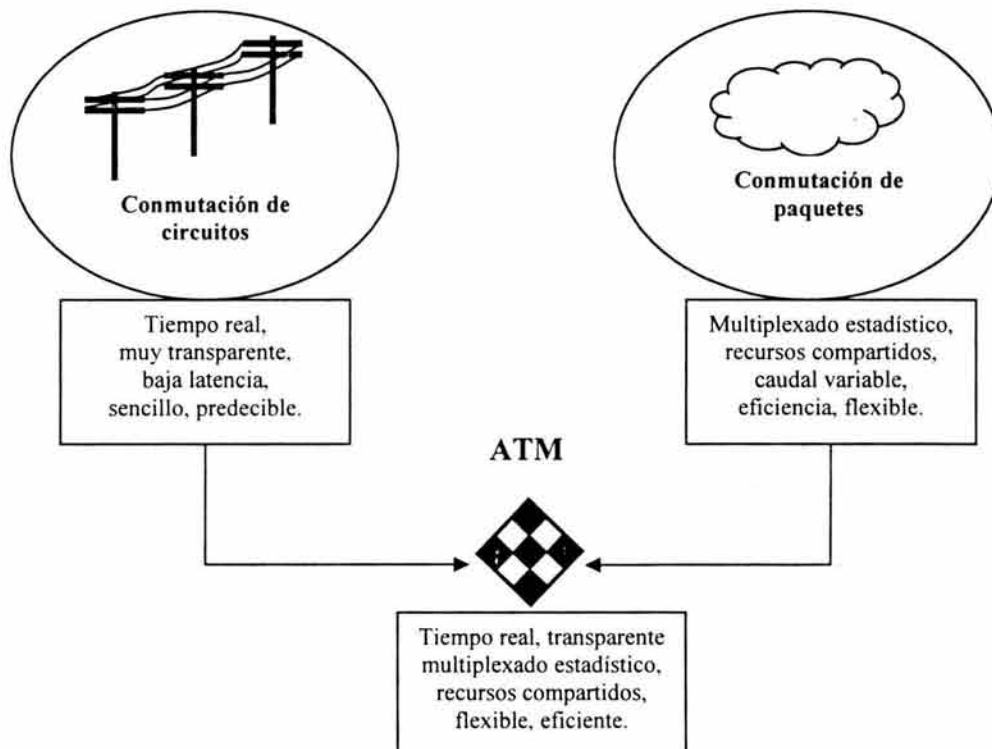 Conmutación de
circuitos
Conmutación de
paquetes
Tiempo real,
muy transparente,
baja latencia,
sencillo, predecible.
Multiplexado estadístico,
recursos compartidos,
caudal variable,
eficiencia, flexible.
ATM
Tiempo real, transparente
multiplexado estadístico,
recursos compartidos,
flexible, eficiente.